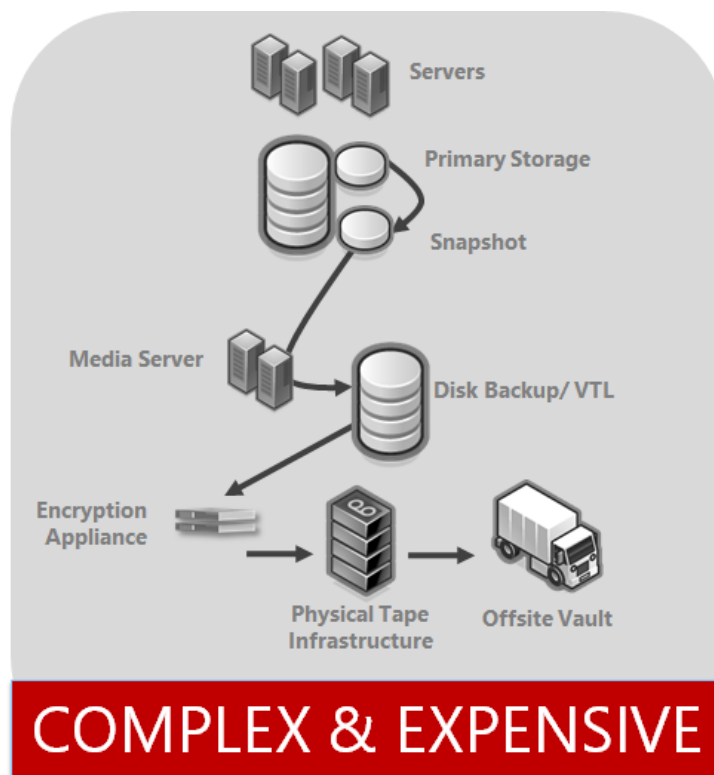 Servers
Primary Storage
Snapshot
Media Server
Disk Backup/ VTL
Encryption
Appliance
Physical Tape
Infrastructure
Offsite Vault
COMPLEX & EXPENSIVE